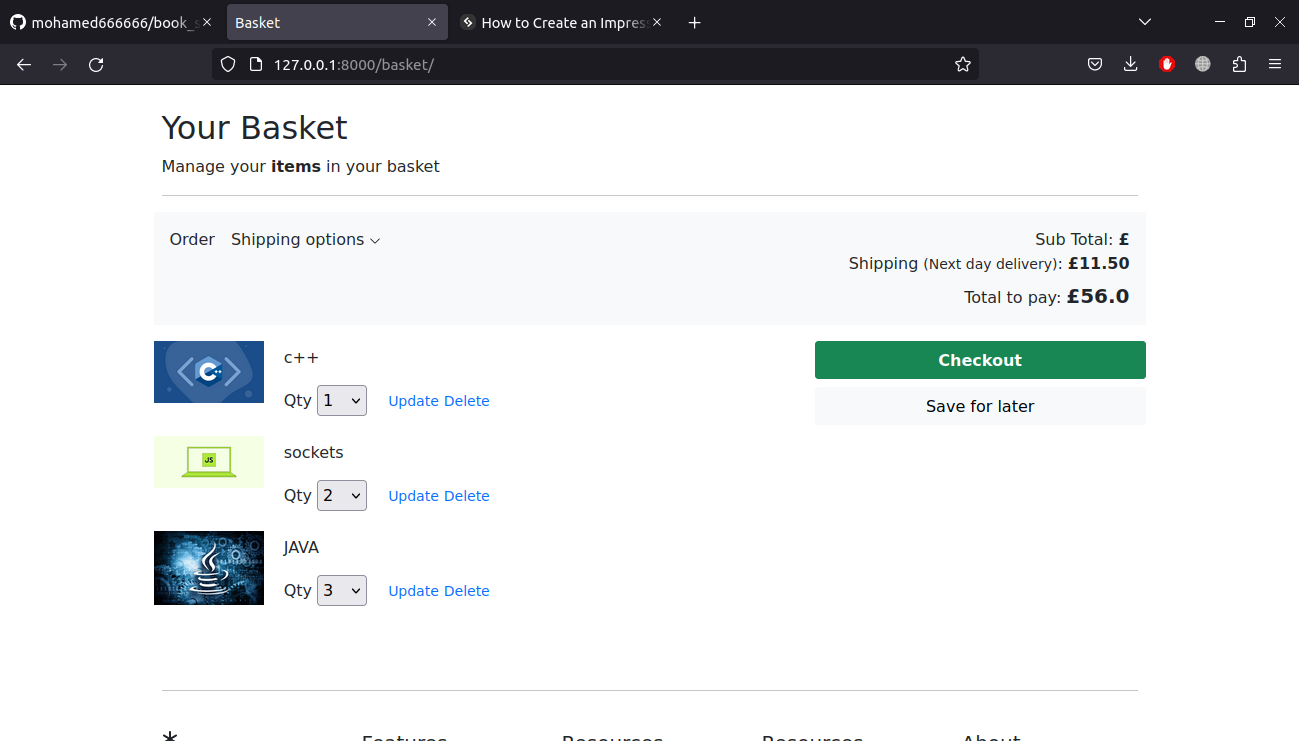 mohamed666666/book_s
Basket
How to Create an Impress
127.0.0.1:8000/basket/
Your Basket
Manage your items in your basket
Order Shipping options
Sub Total: £
Shipping (Next day delivery): £11.50
Total to pay: £56.0
C
c++
Qty 1 Update Delete
Checkout
Save for later
JS
sockets
Qty 2 Update Delete
JAVA
Qty 3 Update Delete
Features Resources Resources About